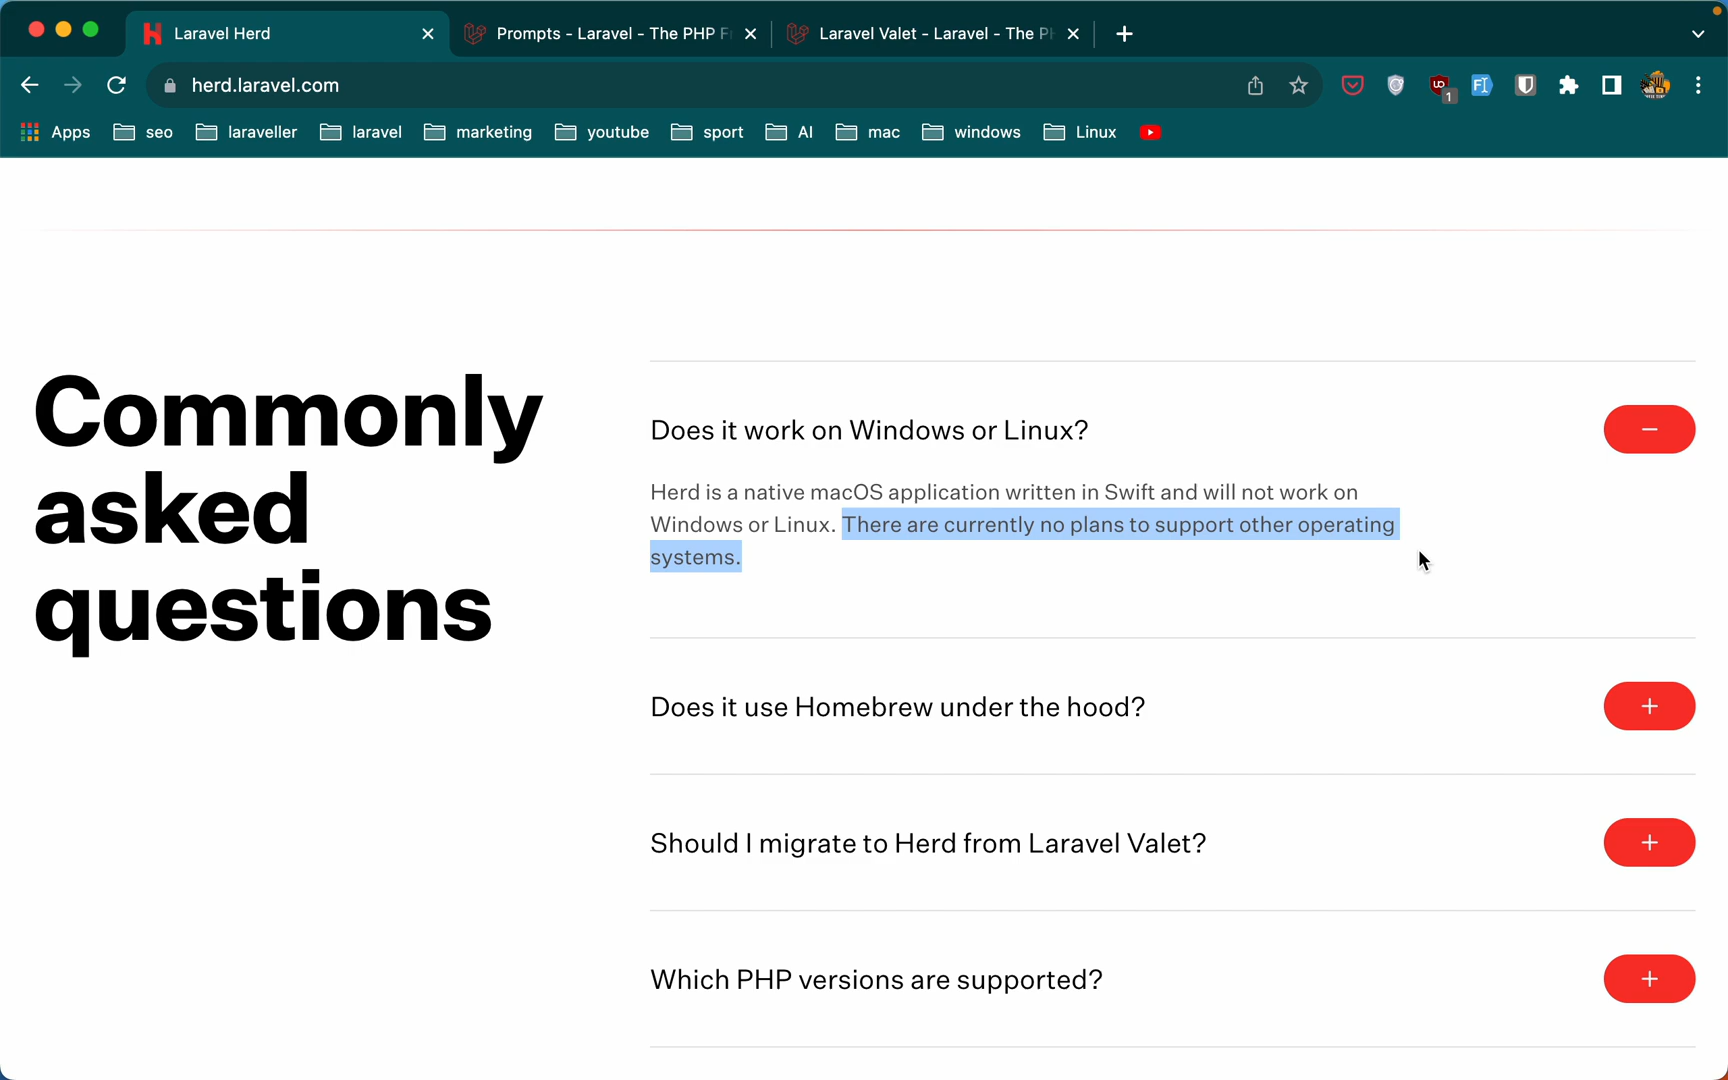 Laravel Herd
Prompts - Laravel - The PHP Fr
Laravel Valet - Laravel - The PH
herd.laravel.com
1
Apps
seo
laraveller
laravel
marketing
youtube
sport
AI
mac
windows
Linux
Commonly
asked
questions
Does it work on Windows or Linux?
Herd is a native macOS application written in Swift and will not work on
Windows or Linux. There are currently no plans to support other operating
systems.
Does it use Homebrew under the hood?
Should I migrate to Herd from Laravel Valet?
Which PHP versions are supported?